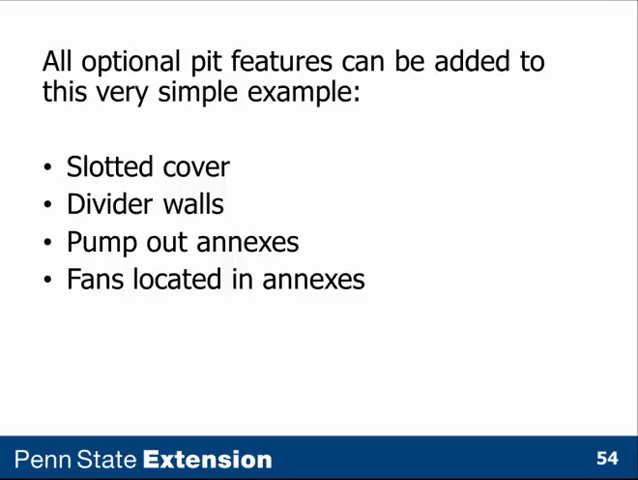 All optional pit features can be added to
this very simple example:
• Slotted cover
• Divider walls
• Pump out annexes
• Fans located in annexes
Penn State Extension
54